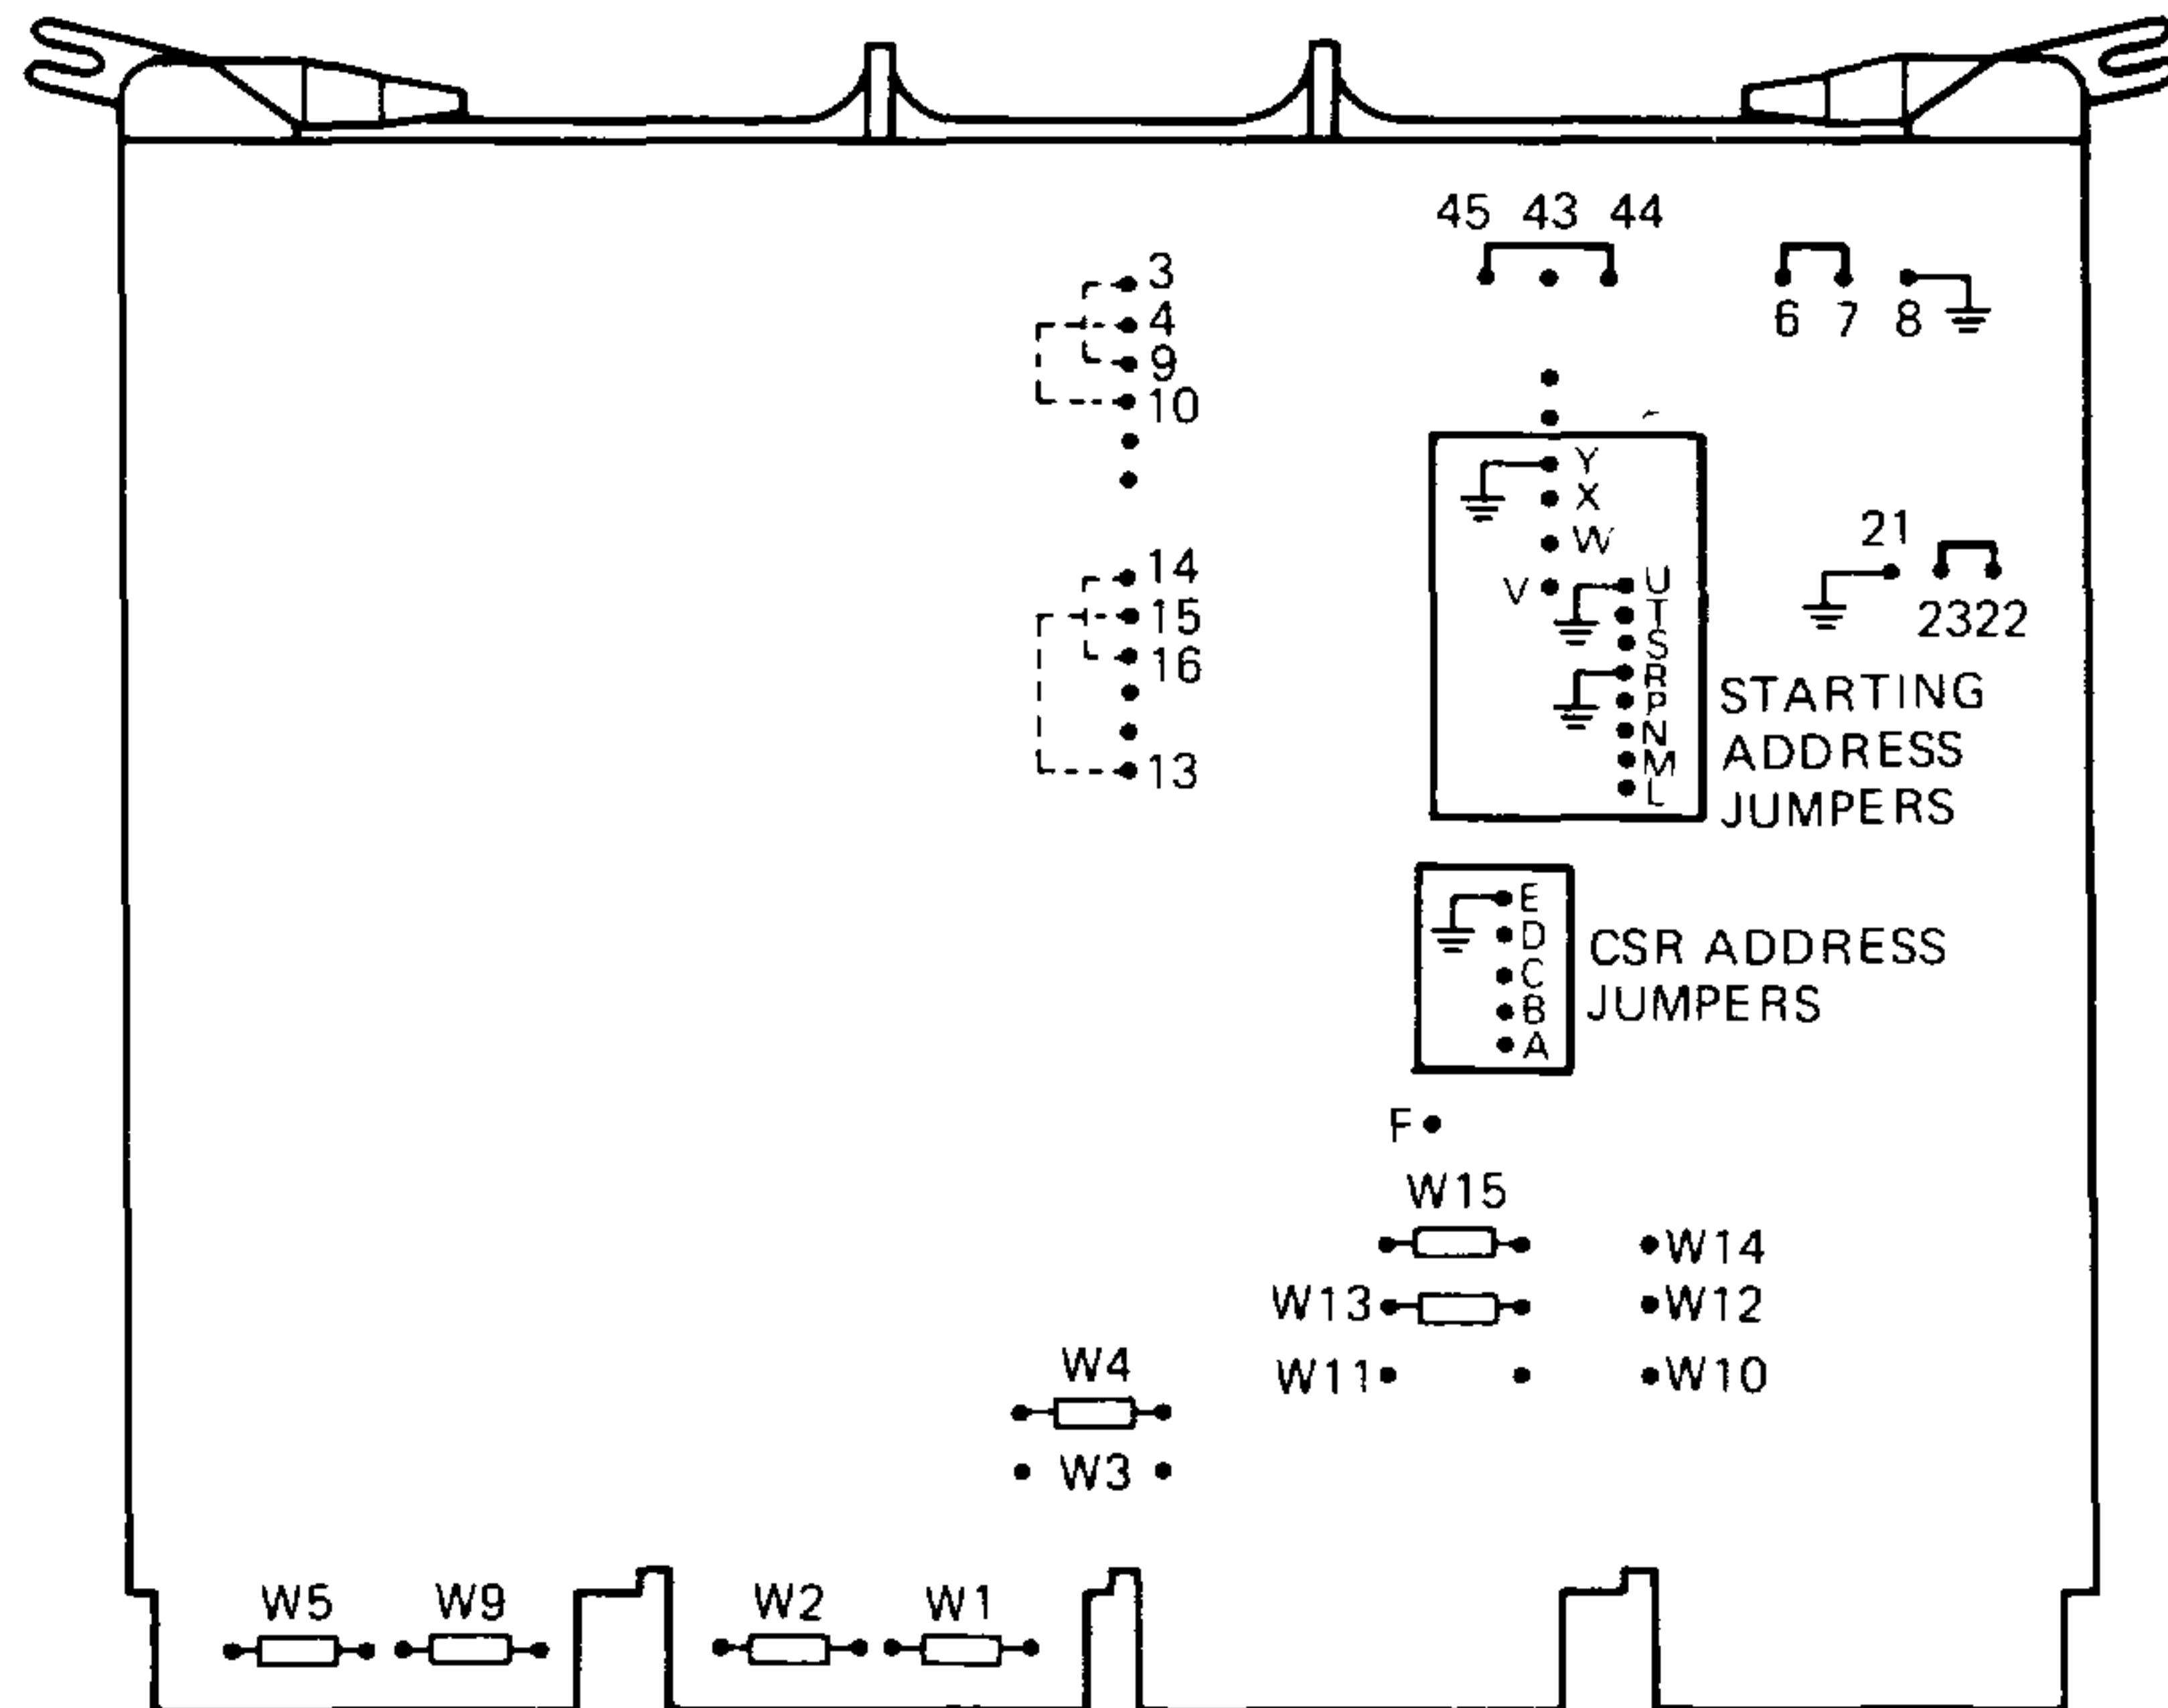 45 43 44
3
4
9
10
6 7 8
Y
X
W
V
U
T
S
R
P
N
M
L
14
15
16
13
21
2322
STARTING
ADDRESS
JUMPERS
E
D
C
B
A
CSR ADDRESS
JUMPERS
F
W15
W14
W13
W12
W11
W10
W4
W3
W5 W9 W2 W1